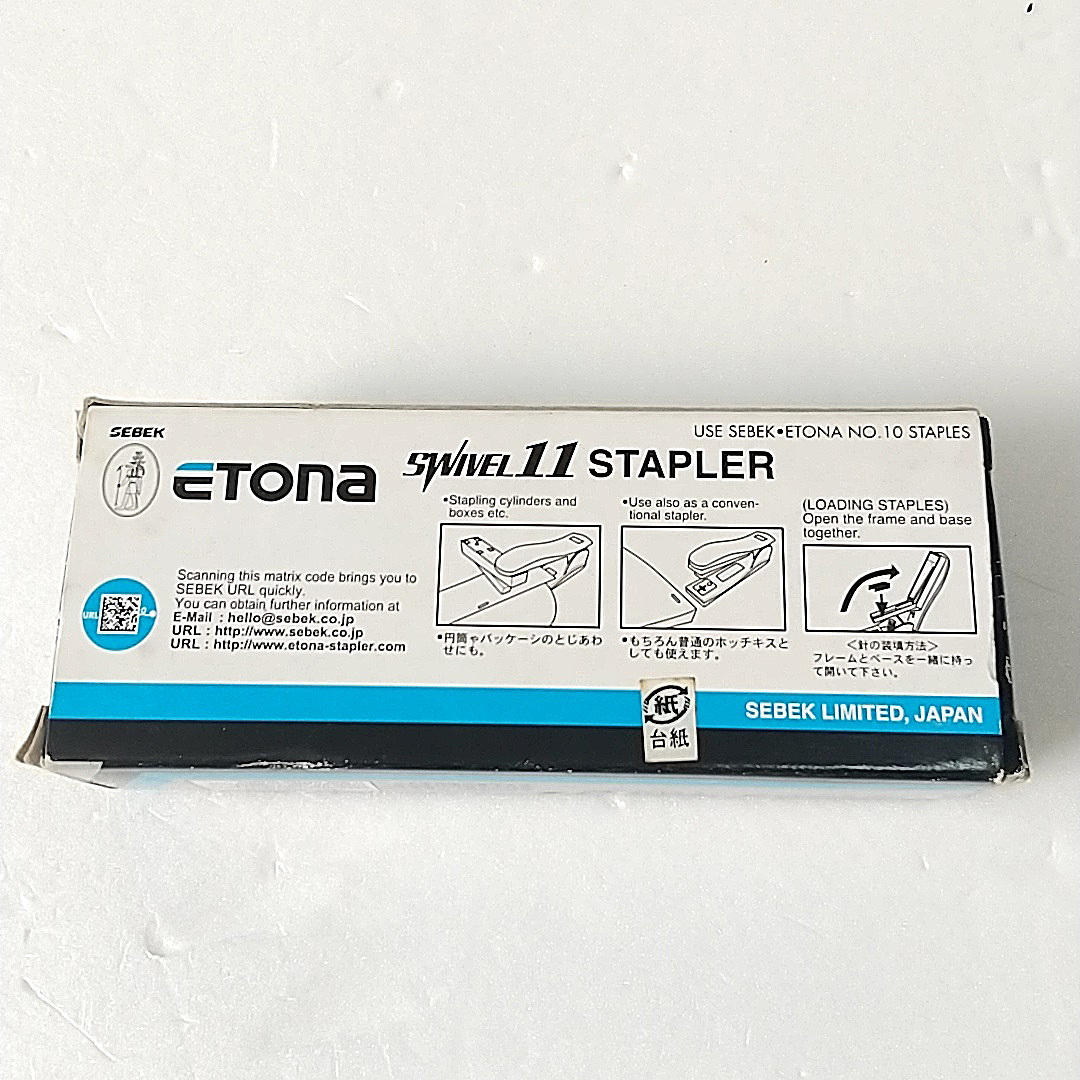 SEBEK
ETONA
SWIVEL 11 STAPLER
USE SEBEK•ETONA NO.10 STAPLES
•Stapling cylinders and
boxes etc.
•円筒やパッケージのとじあわ
せにも。
•Use also as a conven-
tional stapler.
•もちろん普通のホッチキスと
しても使えます。
(LOADING STAPLES)
Open the frame and base
together.
<針の装填方法>
フレームとベースを一緒に持っ
て開いて下さい。
URL
Scanning this matrix code brings you to
SEBEK URL quickly.
You can obtain further information at
E-Mail : hello@sebek.co.jp
URL : http://www.sebek.co.jp
URL : http://www.etona-stapler.com
紙
台紙
SEBEK LIMITED, JAPAN